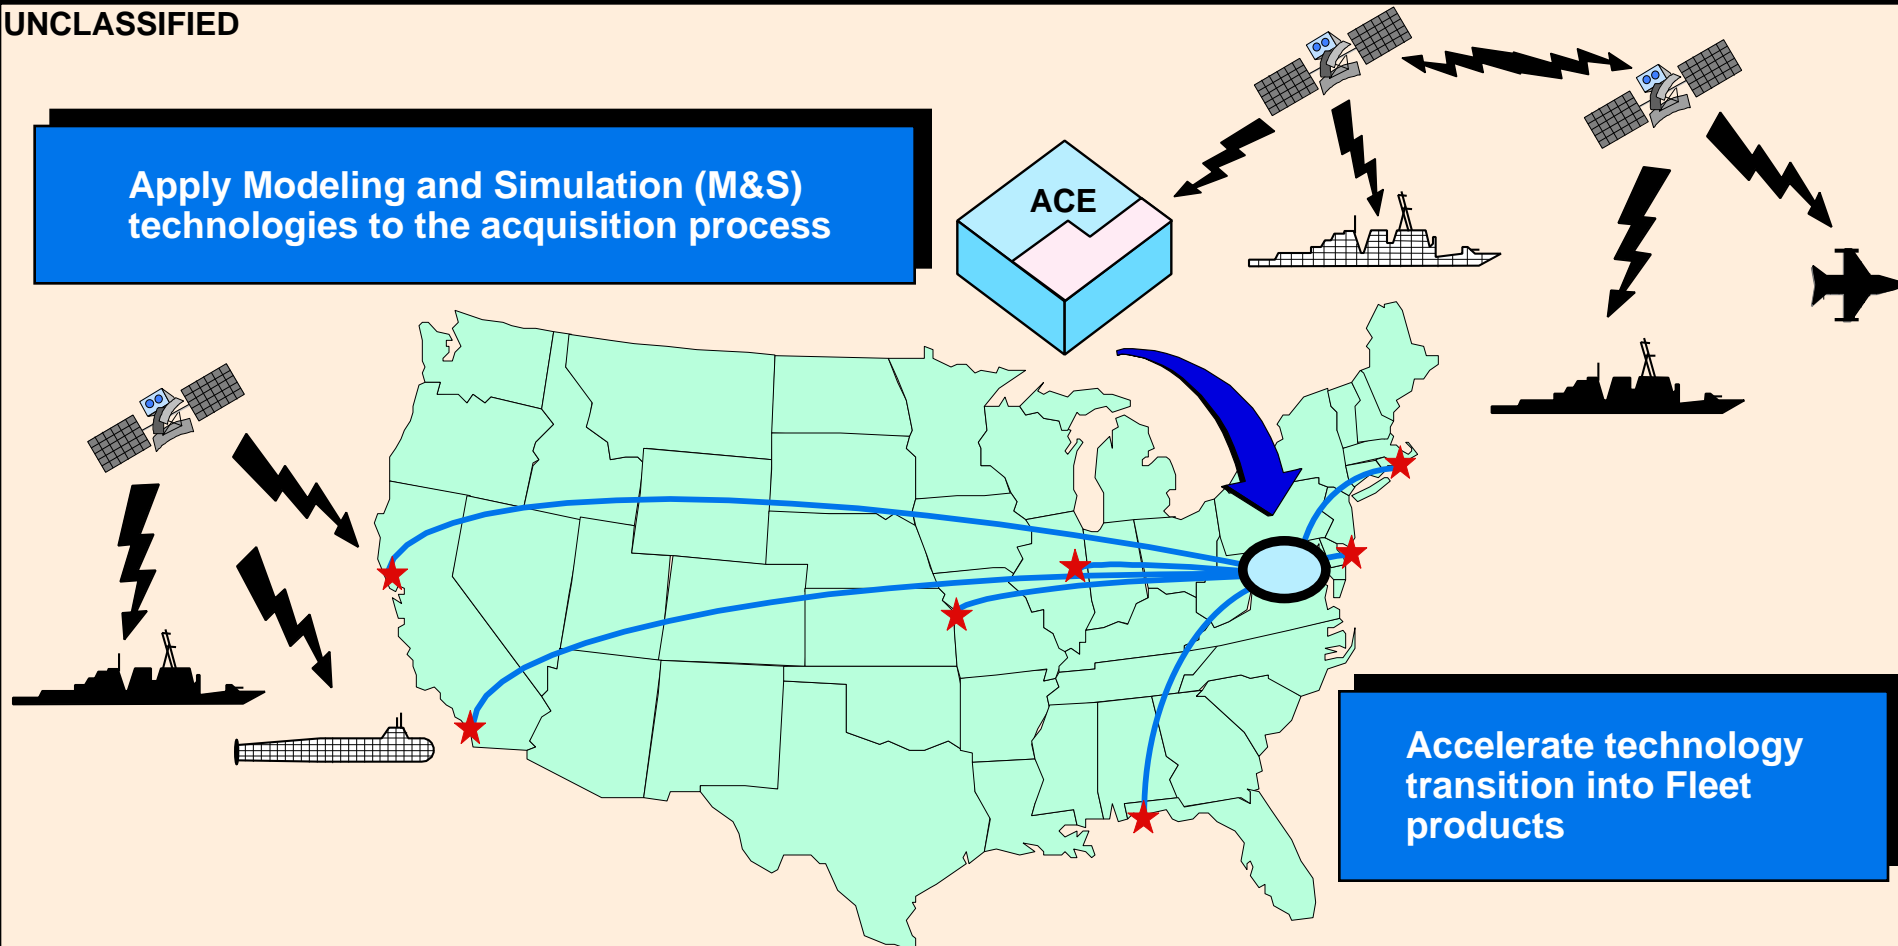 UNCLASSIFIED
Apply Modeling and Simulation (M&S)
technologies to the acquisition process
ACE
Accelerate technology
transition into Fleet
products